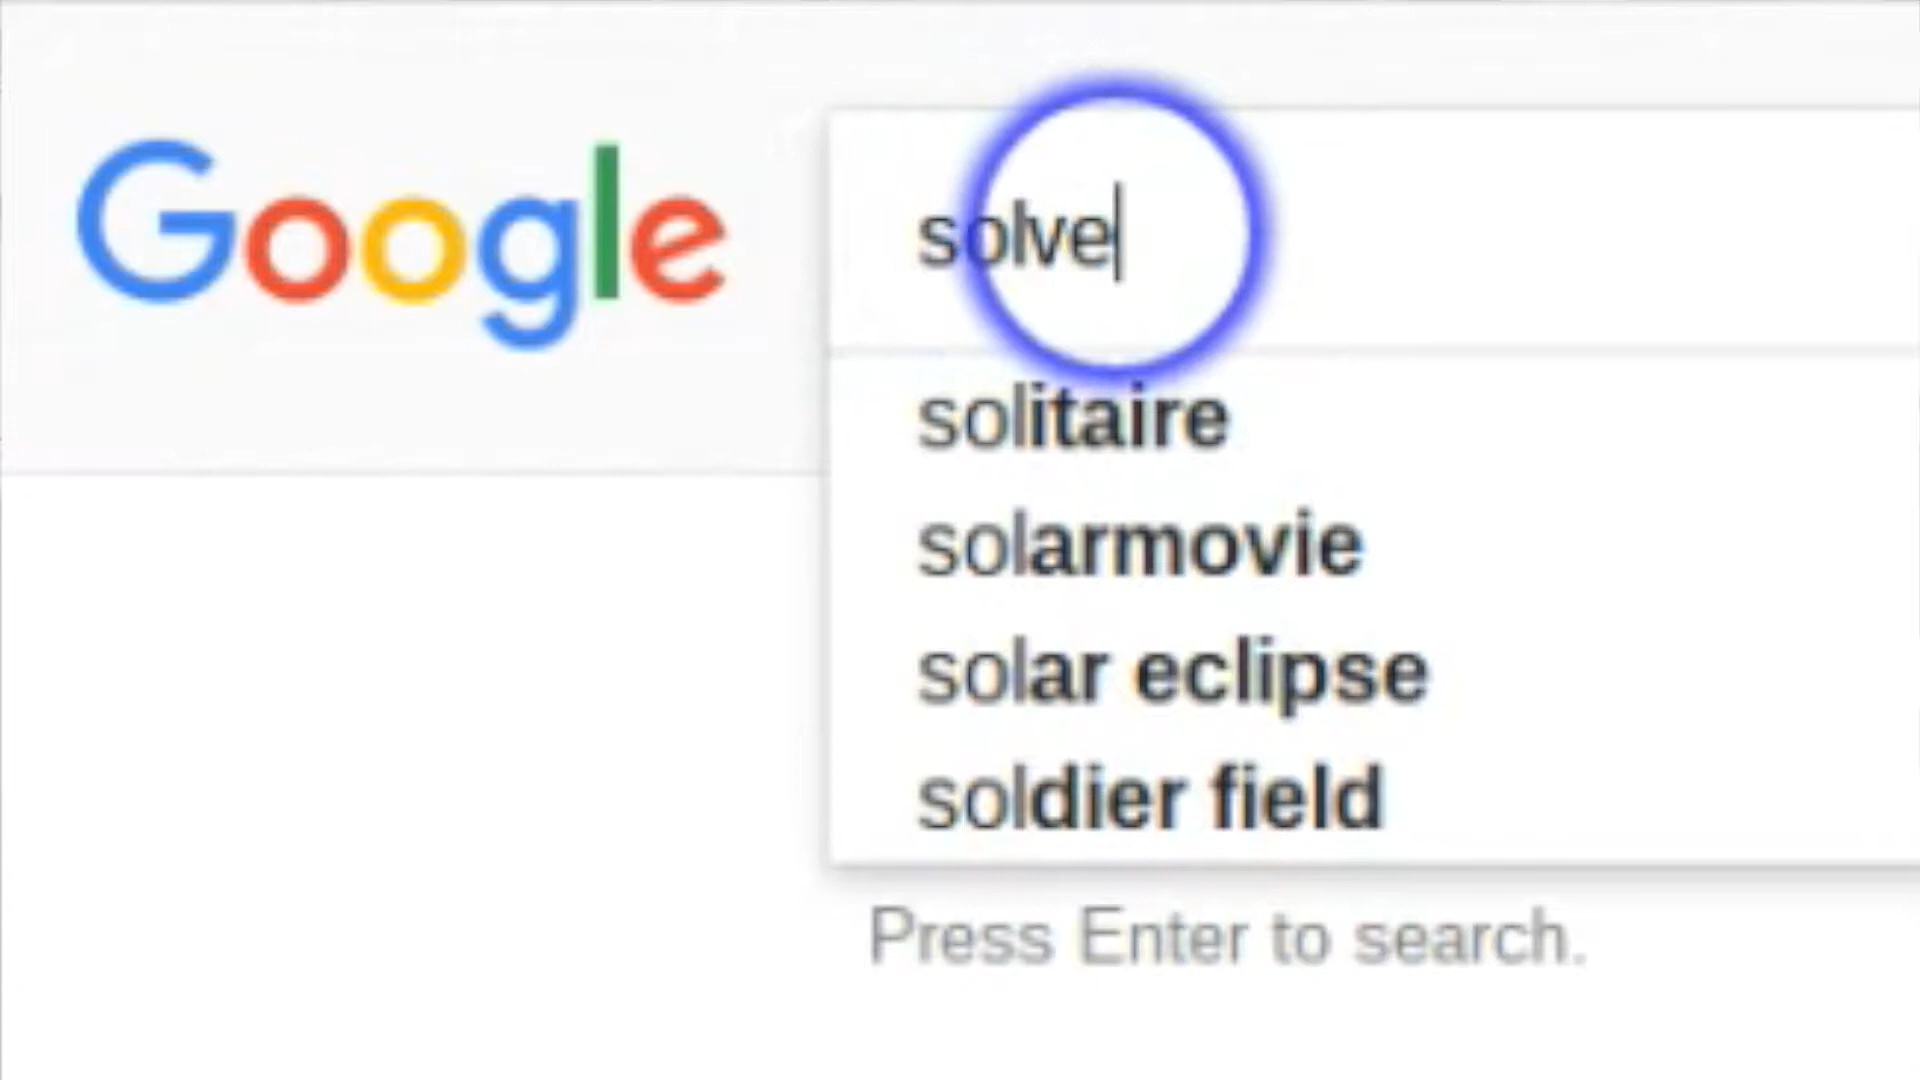 Google
solve
solitaire
solarmovie
solar eclipse
soldier field
Press Enter to search.